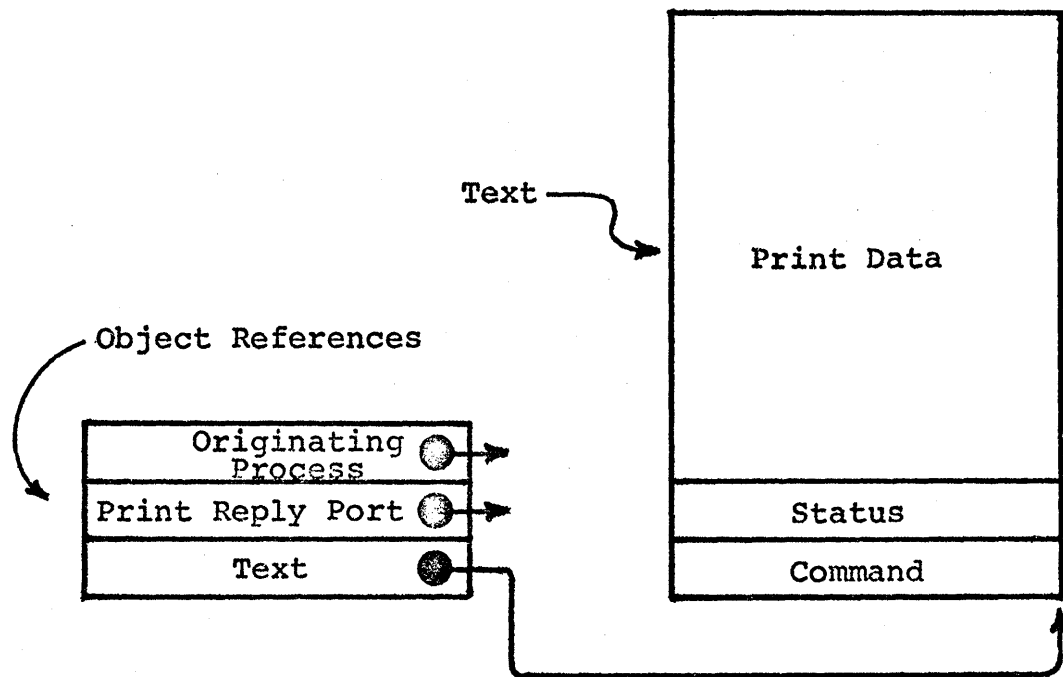 Text
Print Data
Object References
Originating
Process
Print Reply Port
Text
Status
Command